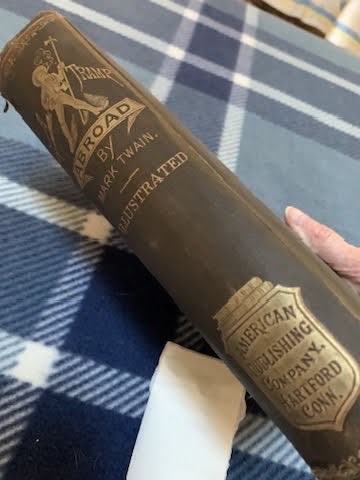 TRAMP
ABROAD
BY
MARK TWAIN.
ILLUSTRATED
AMERICAN
PUBLISHING
COMPANY.
HARTFORD
CONN.